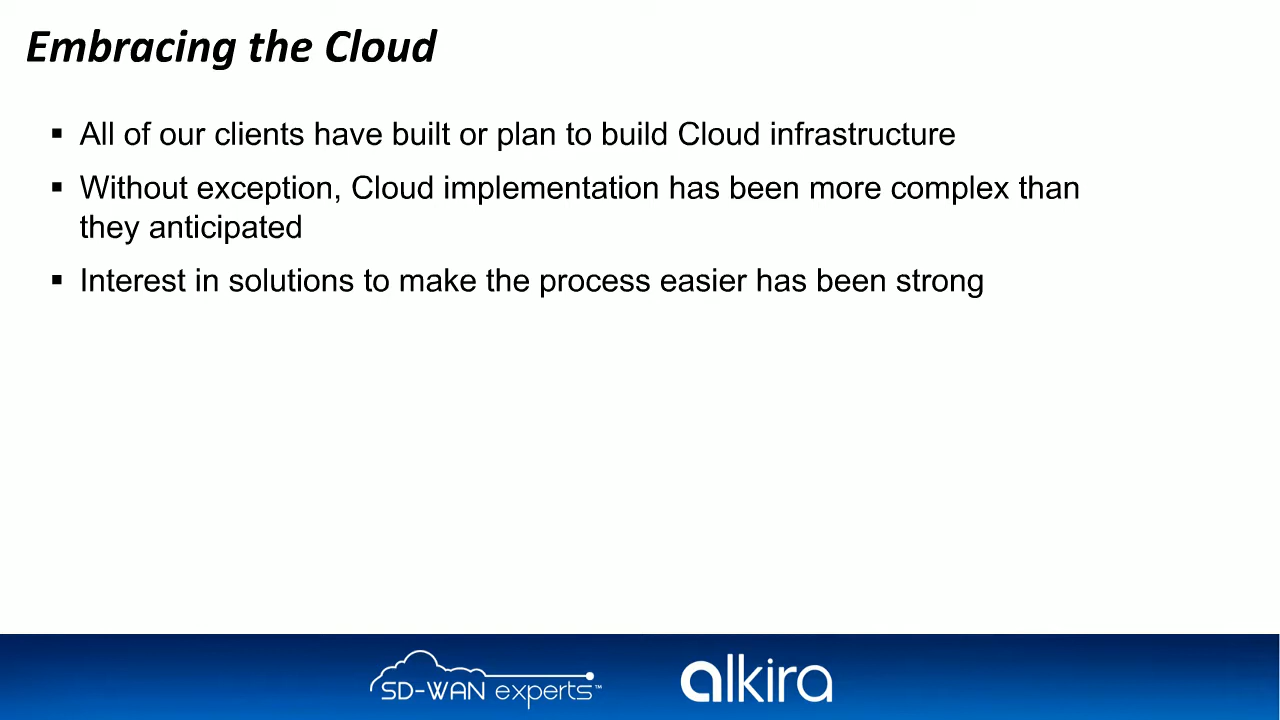 Embracing the Cloud
▪ All of our clients have built or plan to build Cloud infrastructure
▪ Without exception, Cloud implementation has been more complex than
they anticipated
▪ Interest in solutions to make the process easier has been strong
SD-WAN experts™
alkira